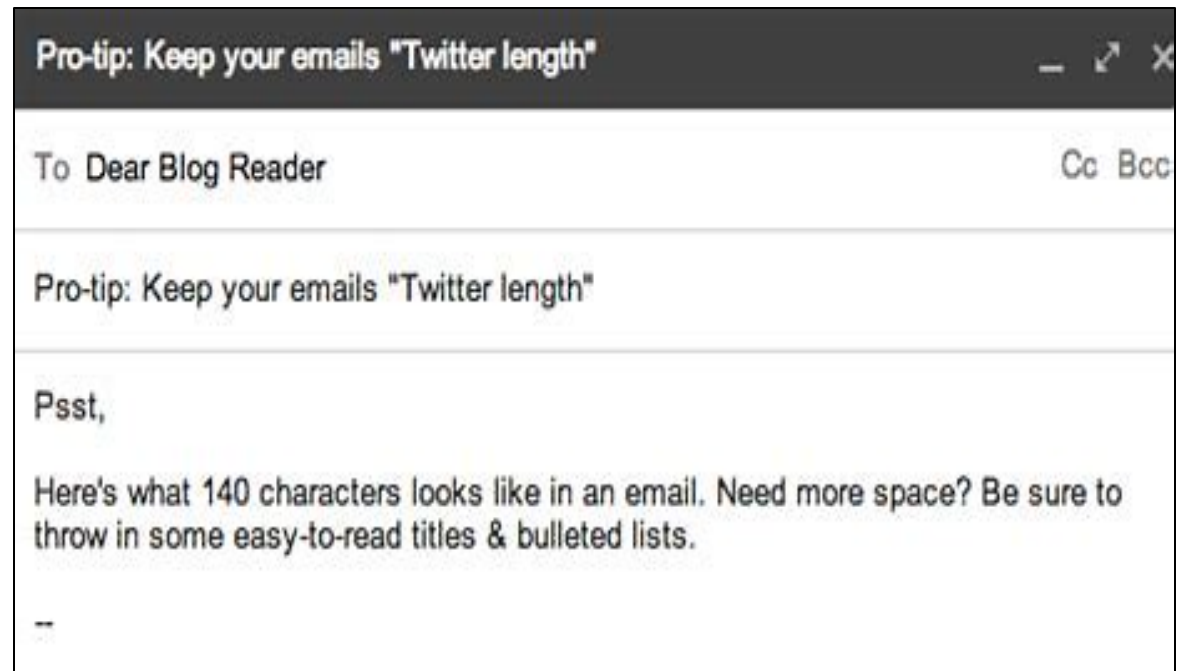 Pro-tip: Keep your emails "Twitter length"
To Dear Blog Reader Cc Bcc
Pro-tip: Keep your emails "Twitter length"
Psst,
Here's what 140 characters looks like in an email. Need more space? Be sure to
throw in some easy-to-read titles & bulleted lists.
--